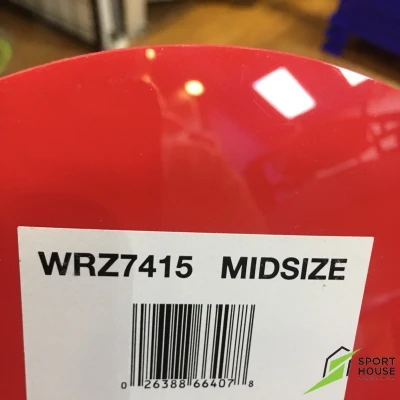 WRZ7415 MIDSIZE
0 26388 66407 8
SPORT
HOUSE